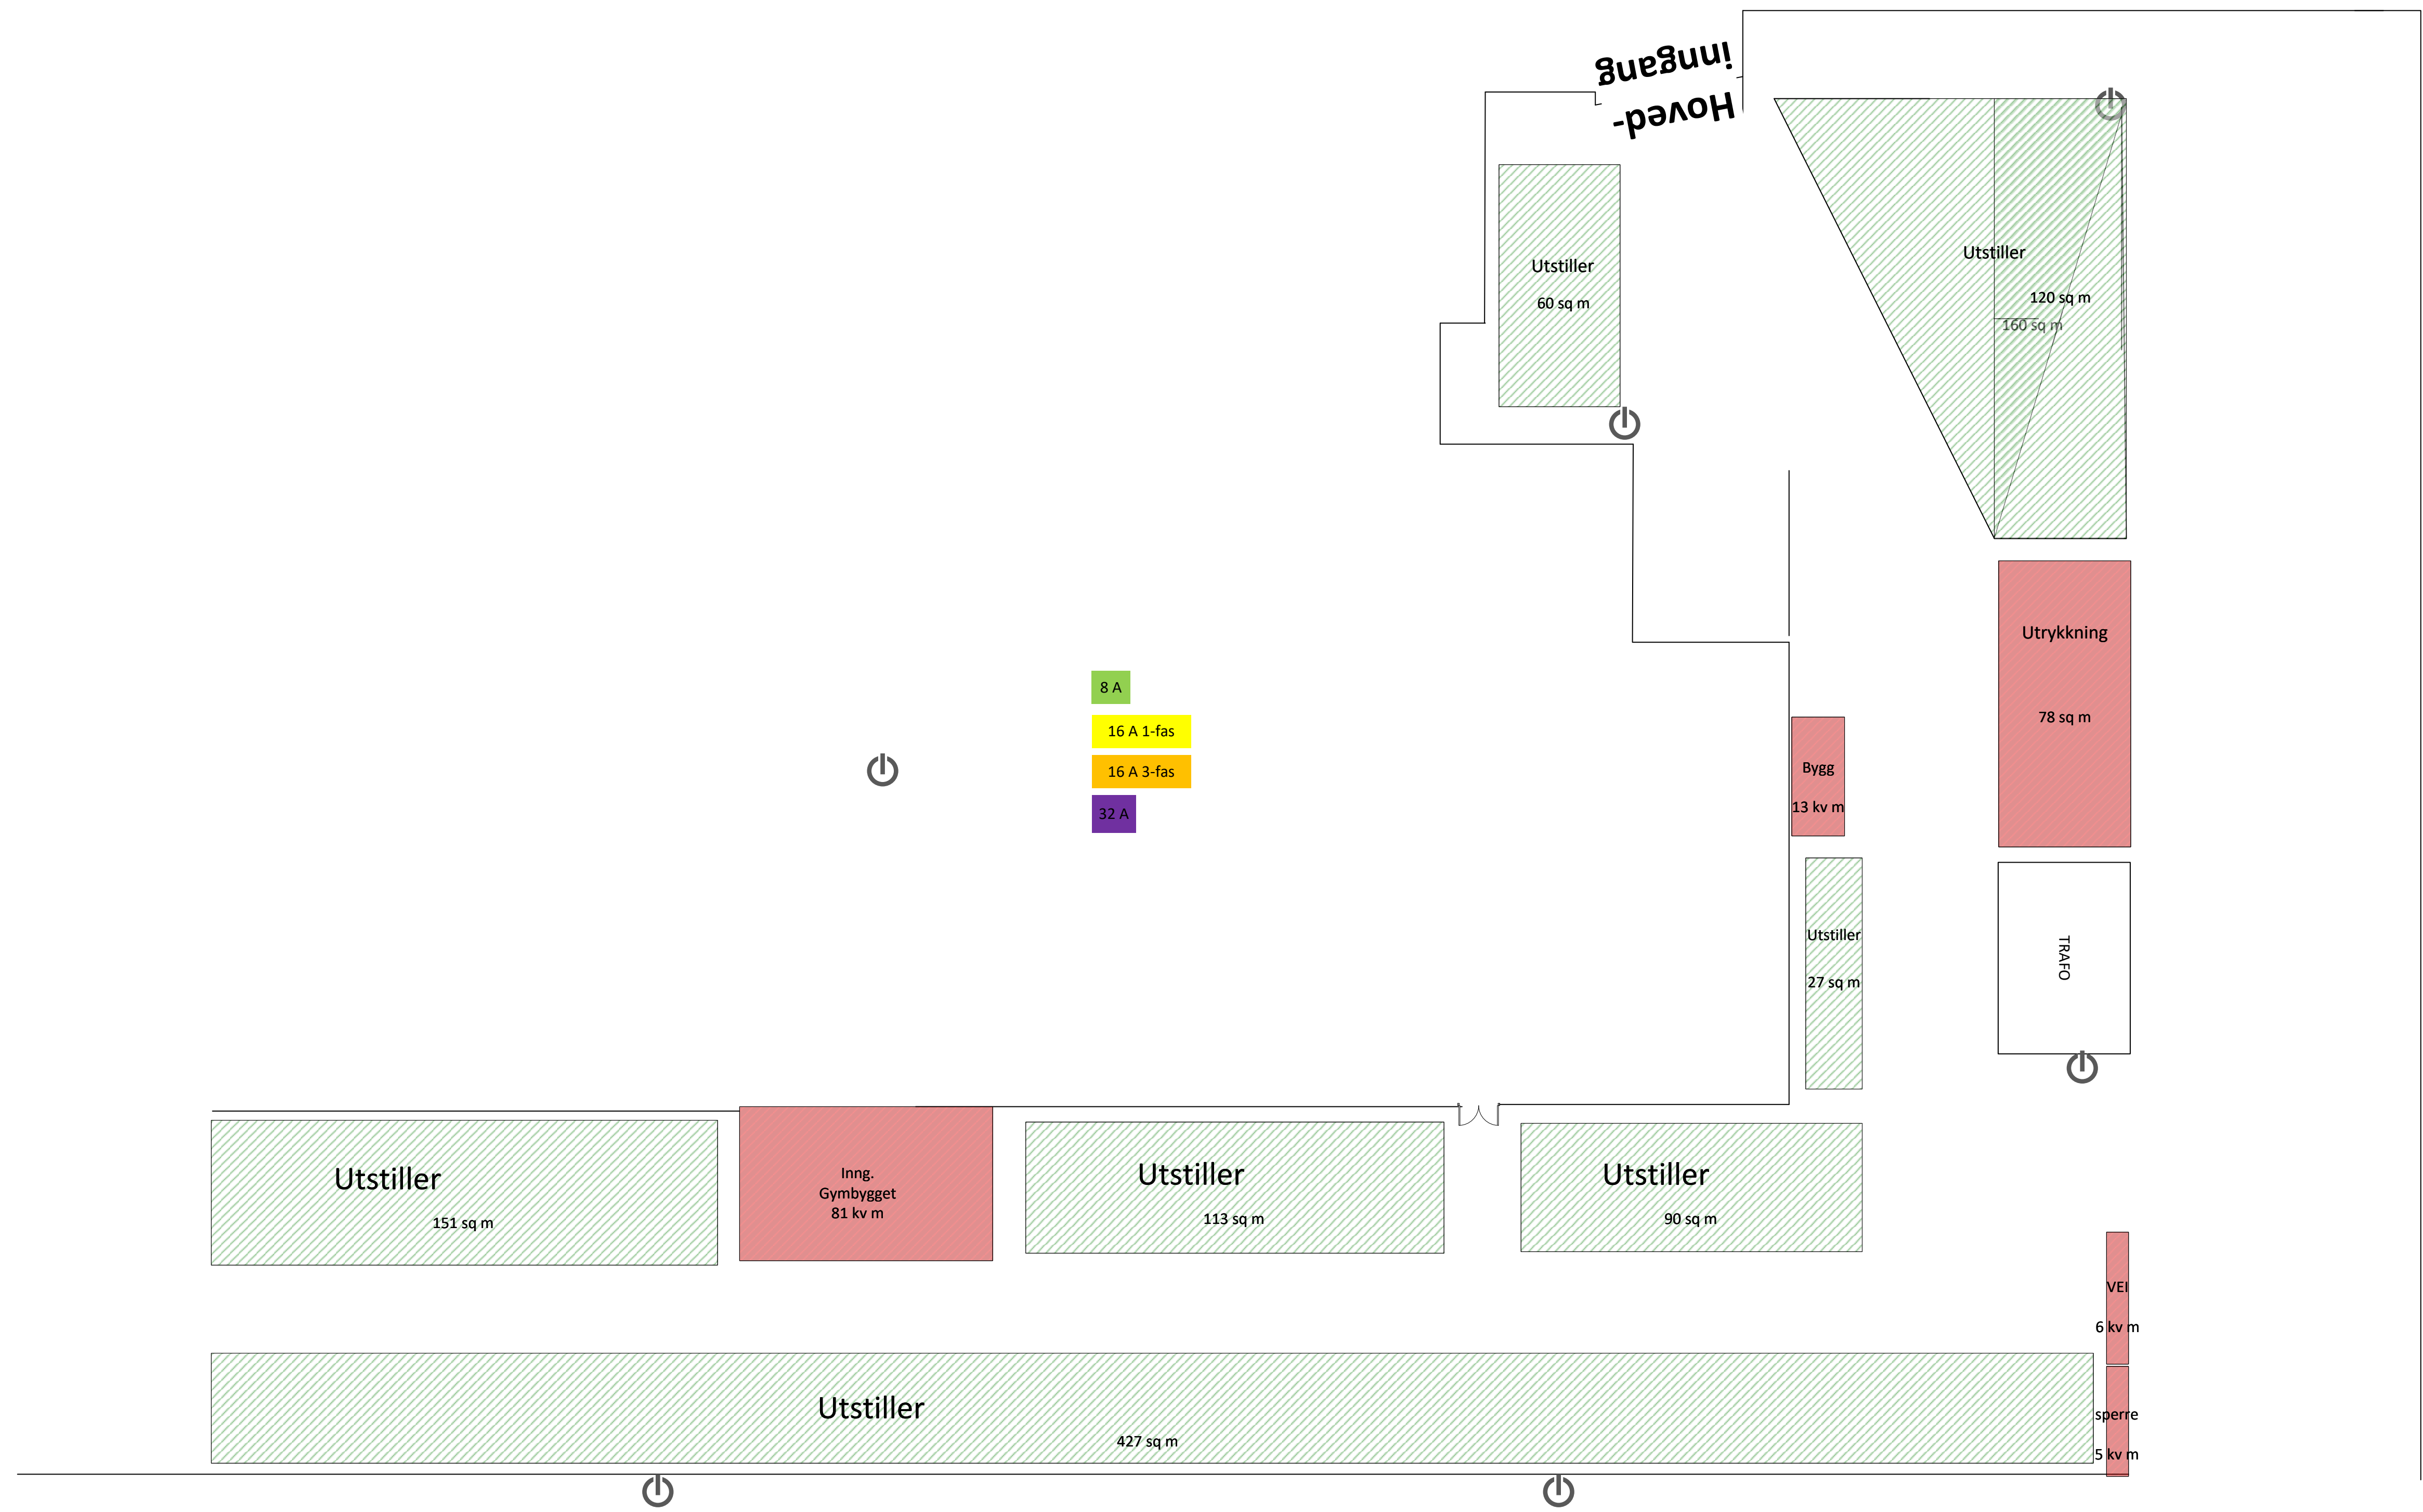 Hoved-
inngang
Utstiller
60 sq m
Utstiller
120 sq m
160 sq m
Utrykkning
78 sq m
8 A
16 A 1-fas
16 A 3-fas
32 A
Bygg
13 kv m
Utstiller
27 sq m
TRAFO
Utstiller
151 sq m
Inng.
Gymbygget
81 kv m
Utstiller
113 sq m
Utstiller
90 sq m
VEI
6 kv m
Utstiller
427 sq m
sperre
5 kv m